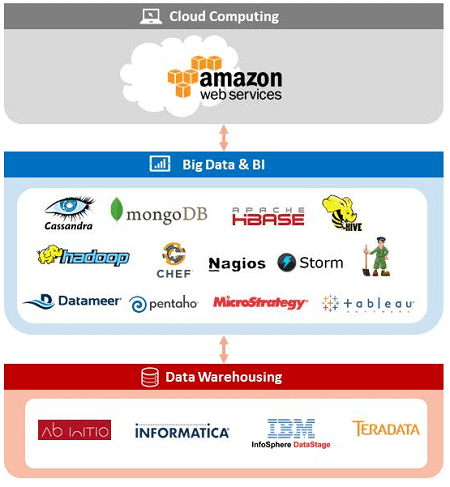 Cloud Computing
amazon
web services
Big Data & BI
Cassandra
mongoDB
APACHE
HBASE
HIVE
hadoop
CHEF
Nagios
Storm
Datameer
pentaho
MicroStrategy
tableau
SOFTWARE
Data Warehousing
Ab INITIO
INFORMATICA
IBM
InfoSphere DataStage
TERADATA